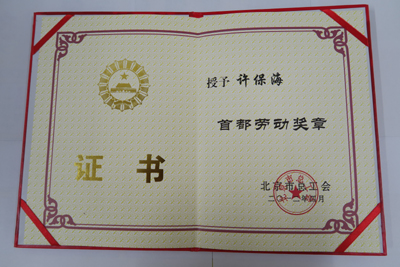 证书
授予 许保海
首都劳动奖章
北京市总工会